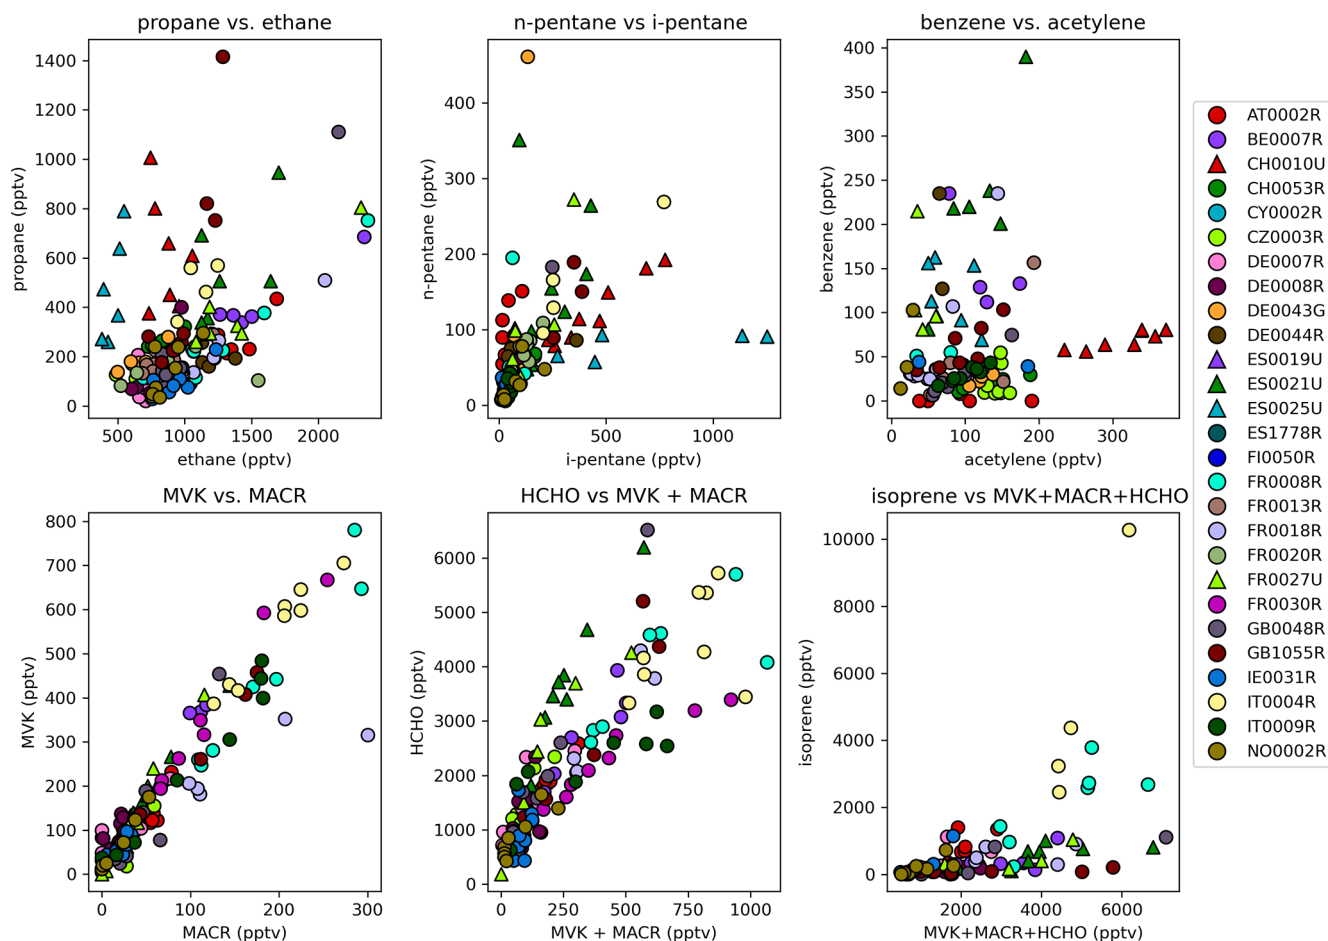 propane vs. ethane
n-pentane vs i-pentane
benzene vs. acetylene
propane (pptv)
1400
1200
1000
800
600
400
200
0
500
1000
1500
2000
ethane (pptv)
n-pentane (pptv)
400
300
200
100
0
0
500
1000
i-pentane (pptv)
benzene (pptv)
400
350
300
250
200
150
100
50
0
0
100
200
300
acetylene (pptv)
MVK vs. MACR
HCHO vs MVK + MACR
isoprene vs MVK+MACR+HCHO
MVK (pptv)
800
700
600
500
400
300
200
100
0
0
100
200
300
MACR (pptv)
HCHO (pptv)
6000
5000
4000
3000
2000
1000
0
0
250
500
750
1000
MVK + MACR (pptv)
isoprene (pptv)
10000
8000
6000
4000
2000
0
2000
4000
6000
MVK+MACR+HCHO (pptv)
AT0002R
BE0007R
CH0010U
CH0053R
CY0002R
CZ0003R
DE0007R
DE0008R
DE0043G
DE0044R
ES0019U
ES0021U
ES0025U
ES1778R
FI0050R
FR0008R
FR0013R
FR0018R
FR0020R
FR0027U
FR0030R
GB0048R
GB1055R
IE0031R
IT0004R
IT0009R
NO0002R